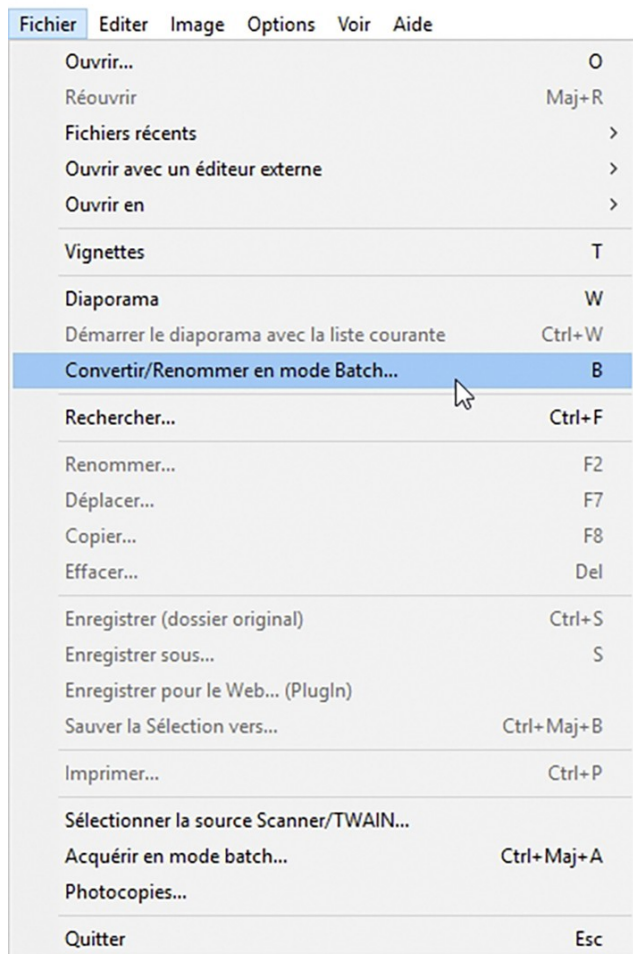 Fichier Editer Image Options Voir Aide
Ouvrir... O
Réouvrir Maj+R
Fichiers récents >
Ouvrir avec un éditeur externe >
Ouvrir en >
Vignettes T
Diaporama W
Démarrer le diaporama avec la liste courante Ctrl+W
Convertir/Renommer en mode Batch... B
Rechercher... Ctrl+F
Renommer... F2
Déplacer... F7
Copier... F8
Effacer... Del
Enregistrer (dossier original) Ctrl+S
Enregistrer sous... S
Enregistrer pour le Web... (PlugIn)
Sauver la Sélection vers... Ctrl+Maj+B
Imprimer... Ctrl+P
Sélectionner la source Scanner/TWAIN...
Acquérir en mode batch... Ctrl+Maj+A
Photocopies...
Quitter Esc